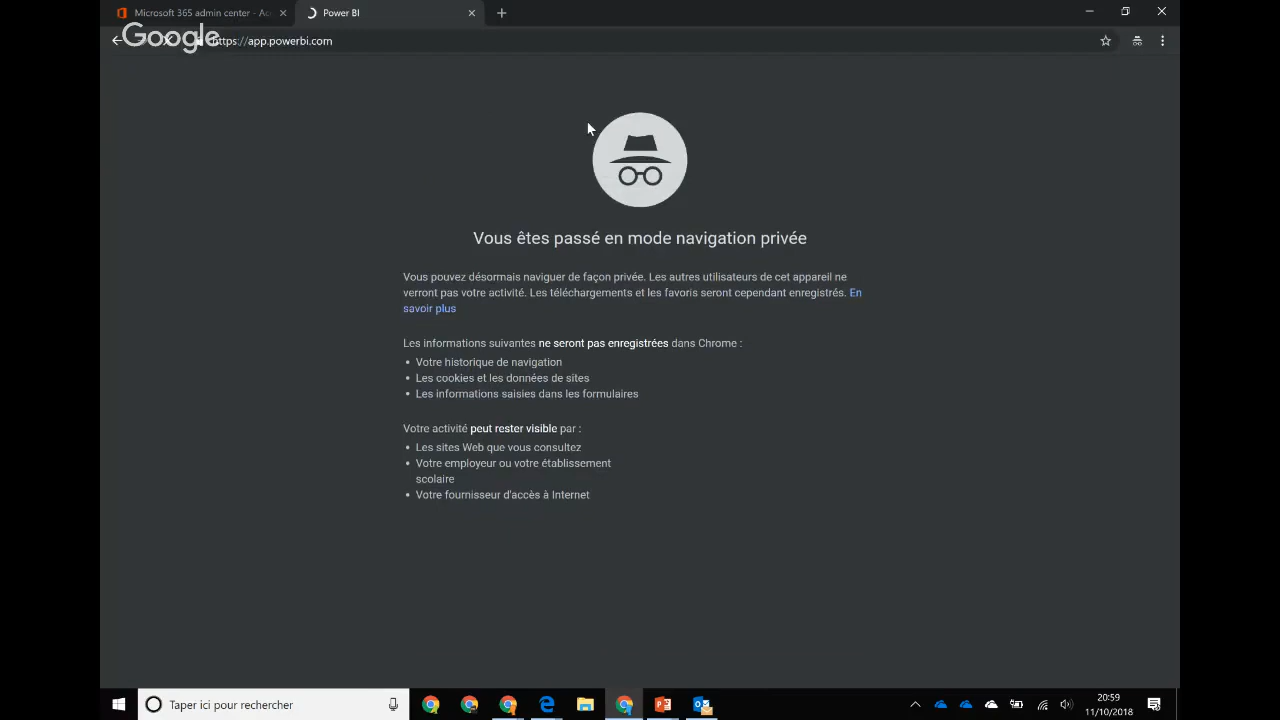 Microsoft 365 admin center - Ac
Power BI
Google
https://app.powerbi.com
Vous êtes passé en mode navigation privée
Vous pouvez désormais naviguer de façon privée. Les autres utilisateurs de cet appareil ne
verront pas votre activité. Les téléchargements et les favoris seront cependant enregistrés. En
savoir plus
Les informations suivantes ne seront pas enregistrées dans Chrome :
• Votre historique de navigation
• Les cookies et les données de sites
• Les informations saisies dans les formulaires
Votre activité peut rester visible par :
• Les sites Web que vous consultez
• Votre employeur ou votre établissement
scolaire
• Votre fournisseur d'accès à Internet
Taper ici pour rechercher
20:59
11/10/2018